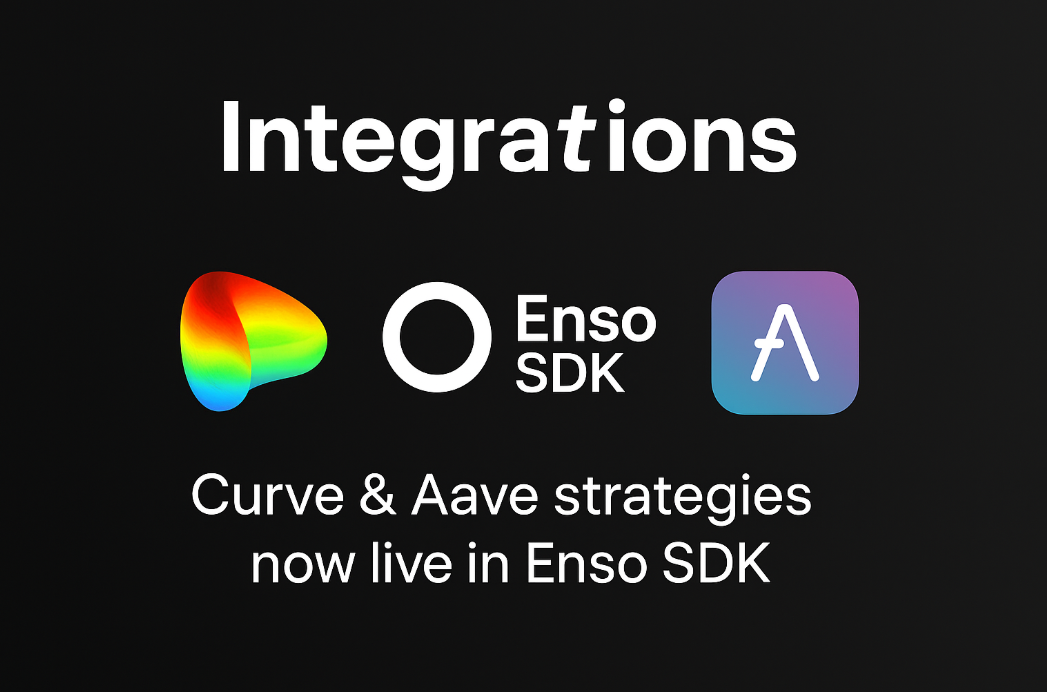 Integrations
Enso
SDK
Curve & Aave strategies
now live in Enso SDK